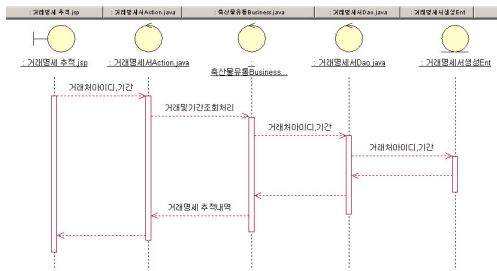 : 거래명세 추적.jsp
: 거래명세서Action.java
: 축산물유통Business.java
: 거래명세서Dao.java
: 거래명세서생성Ent
: 거래명세 추적.jsp
: 거래명세서Action.java
:
축산물유통Business...
: 거래명세서Dao.java
: 거래명세서생성Ent
거래처아이디,기간
거래및기간조회처리
거래처아이디,기간
거래처아이디,기간
거래명세 추적내역